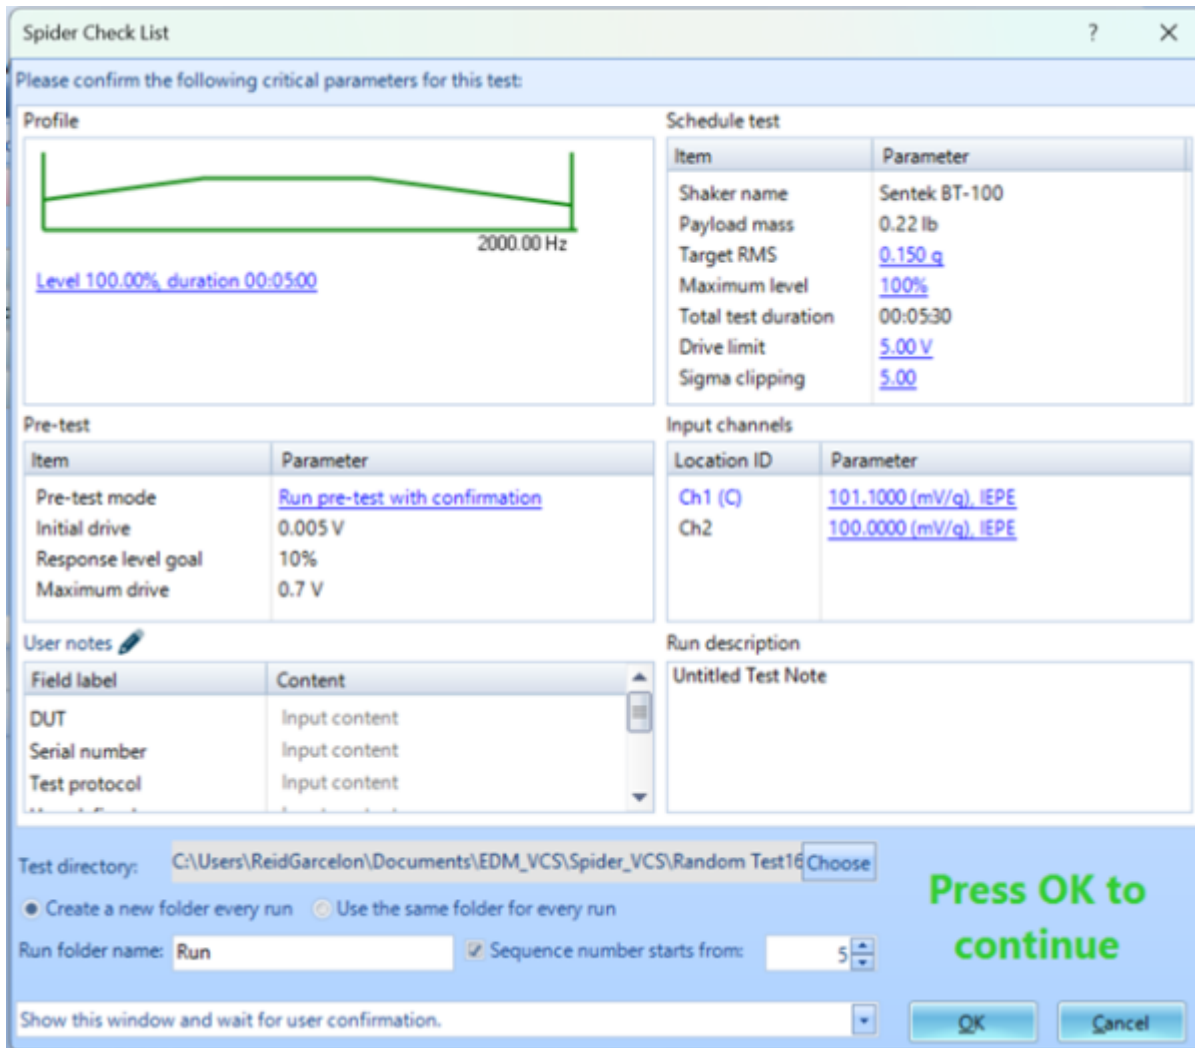 Spider Check List ? ×
Please confirm the following critical parameters for this test:
Profile
2000.00 Hz
Level 100.00%, duration 00:05:00
Schedule test
Item Parameter
Shaker name Sentek BT-100
Payload mass 0.22 lb
Target RMS 0.150 g
Maximum level 100%
Total test duration 00:05:30
Drive limit 5.00 V
Sigma clipping 5.00
Pre-test
Item Parameter
Pre-test mode Run pre-test with confirmation
Initial drive 0.005 V
Response level goal 10%
Maximum drive 0.7 V
Input channels
Location ID Parameter
Ch1 (C) 101.1000 (mV/g), IEPE
Ch2 100.0000 (mV/g), IEPE
User notes
Field label Content
DUT Input content
Serial number Input content
Test protocol Input content
Run description
Untitled Test Note
Test directory: C:\Users\ReidGarcelon\Documents\EDM_VCS\Spider_VCS\Random Test16 Choose
Create a new folder every run Use the same folder for every run
Run folder name: Run Sequence number starts from: 5
Press OK to
continue
Show this window and wait for user confirmation.
OK Cancel